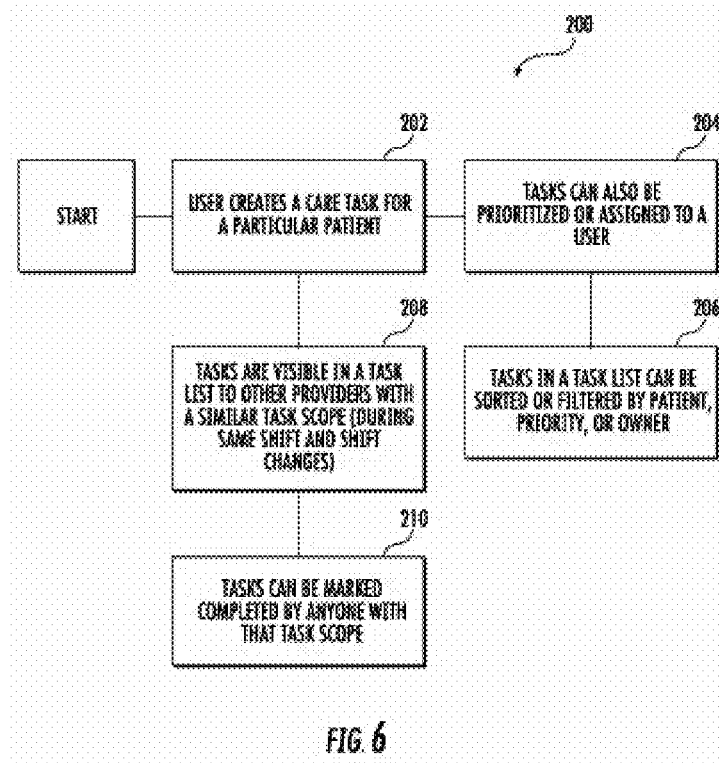 200
202
204
START
USER CREATES A CARE TASK FOR
A PARTICULAR PATIENT
TASKS CAN ALSO BE
PRIORITIZED OR ASSIGNED TO A
USER
208
206
TASKS ARE VISIBLE IN A TASK
LIST TO OTHER PROVIDERS WITH
A SIMILAR TASK SCOPE (DURING
SAME SHIFT AND SHIFT
CHANGES)
TASKS IN A TASK LIST CAN BE
SORTED OR FILTERED BY PATIENT,
PRIORITY, OR OWNER
210
TASKS CAN BE MARKED
COMPLETED BY ANYONE WITH
THAT TASK SCOPE
FIG. 6